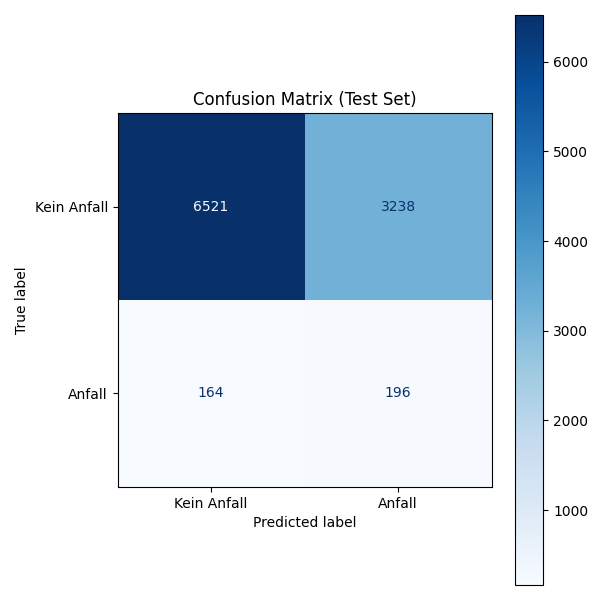 Confusion Matrix (Test Set)
Kein Anfall
6521
3238
Anfall
164
196
True label
Kein Anfall
Anfall
Predicted label
6000
5000
4000
3000
2000
1000